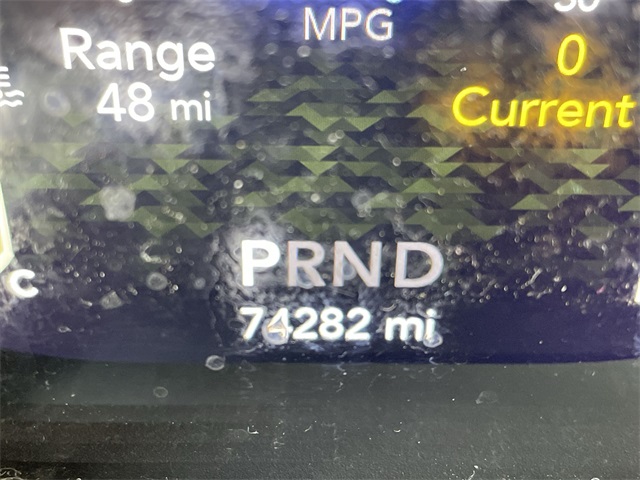 MPG
Range
48 mi
0
Current
PRND
74282 mi
C